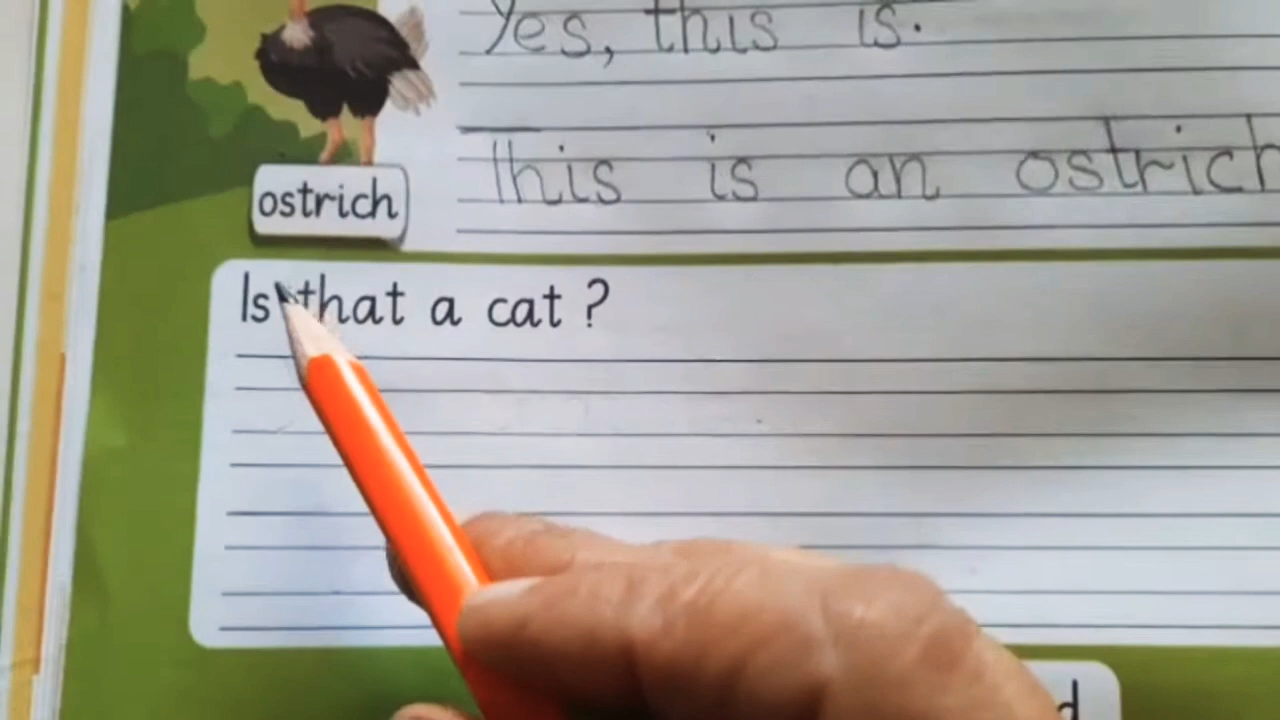 Yes, this is.
This is an ostrich
ostrich
Is that a cat ?
d